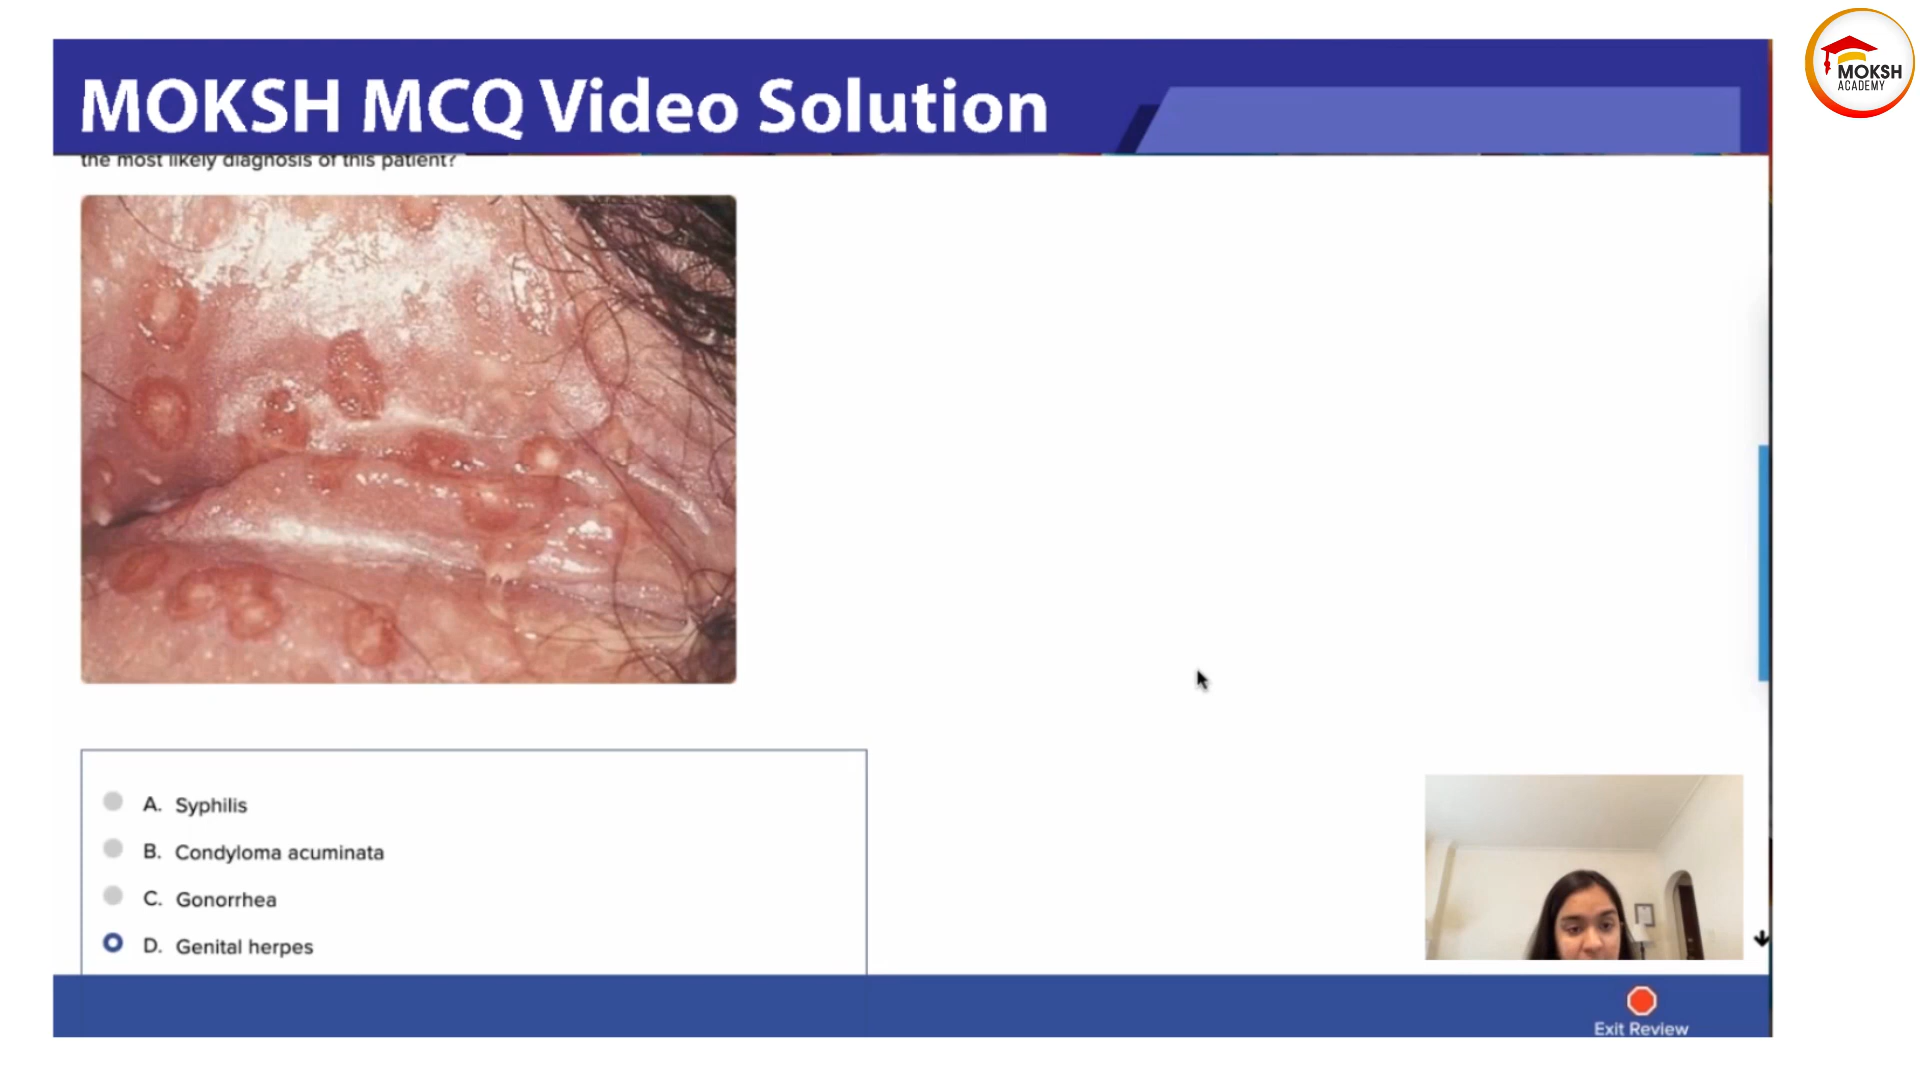 MOKSH
ACADEMY
MOKSH MCQ Video Solution
the most likely diagnosis of this patient?
A. Syphilis
B. Condyloma acuminata
C. Gonorrhea
D. Genital herpes
Exit Review